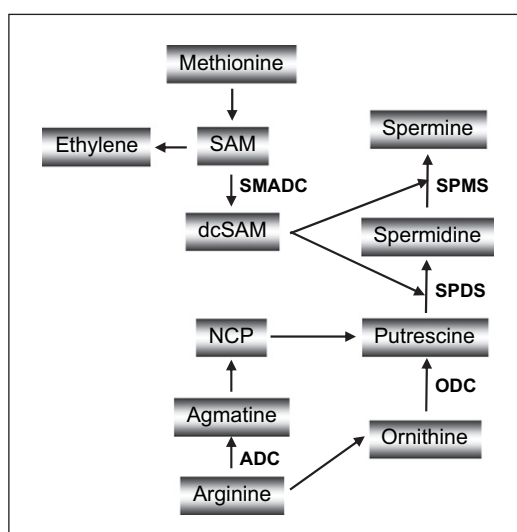 Methionine
Ethylene
SAM
Spermine
SMADC
SPMS
dcSAM
Spermidine
SPDS
NCP
Putrescine
ODC
Agmatine
Ornithine
ADC
Arginine